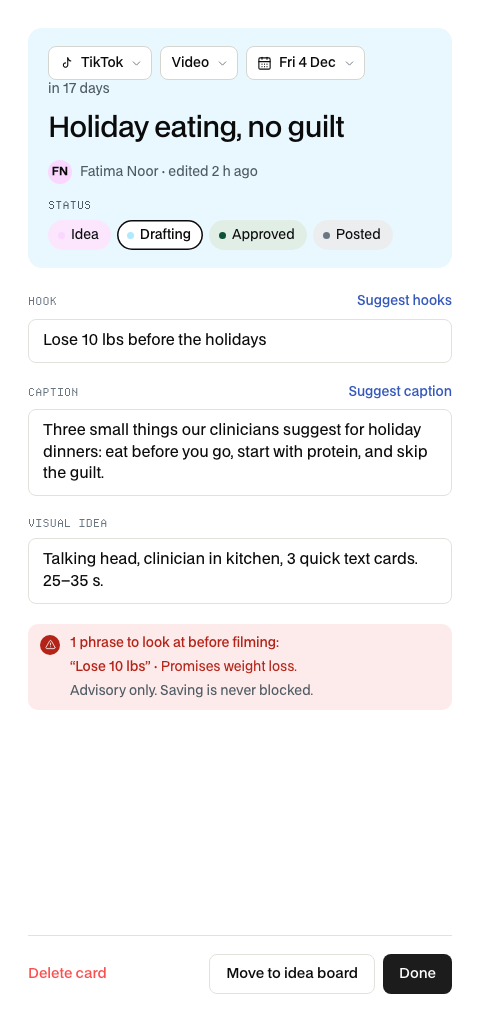 TikTok Video Fri 4 Dec
in 17 days
Holiday eating, no guilt
FN Fatima Noor · edited 2 h ago
STATUS
Idea Drafting Approved Posted
HOOK Suggest hooks
Lose 10 lbs before the holidays
CAPTION Suggest caption
Three small things our clinicians suggest for holiday
dinners: eat before you go, start with protein, and skip
the guilt.
VISUAL IDEA
Talking head, clinician in kitchen, 3 quick text cards.
25–35 s.
1 phrase to look at before filming:
“Lose 10 lbs” · Promises weight loss.
Advisory only. Saving is never blocked.
Delete card Move to idea board Done